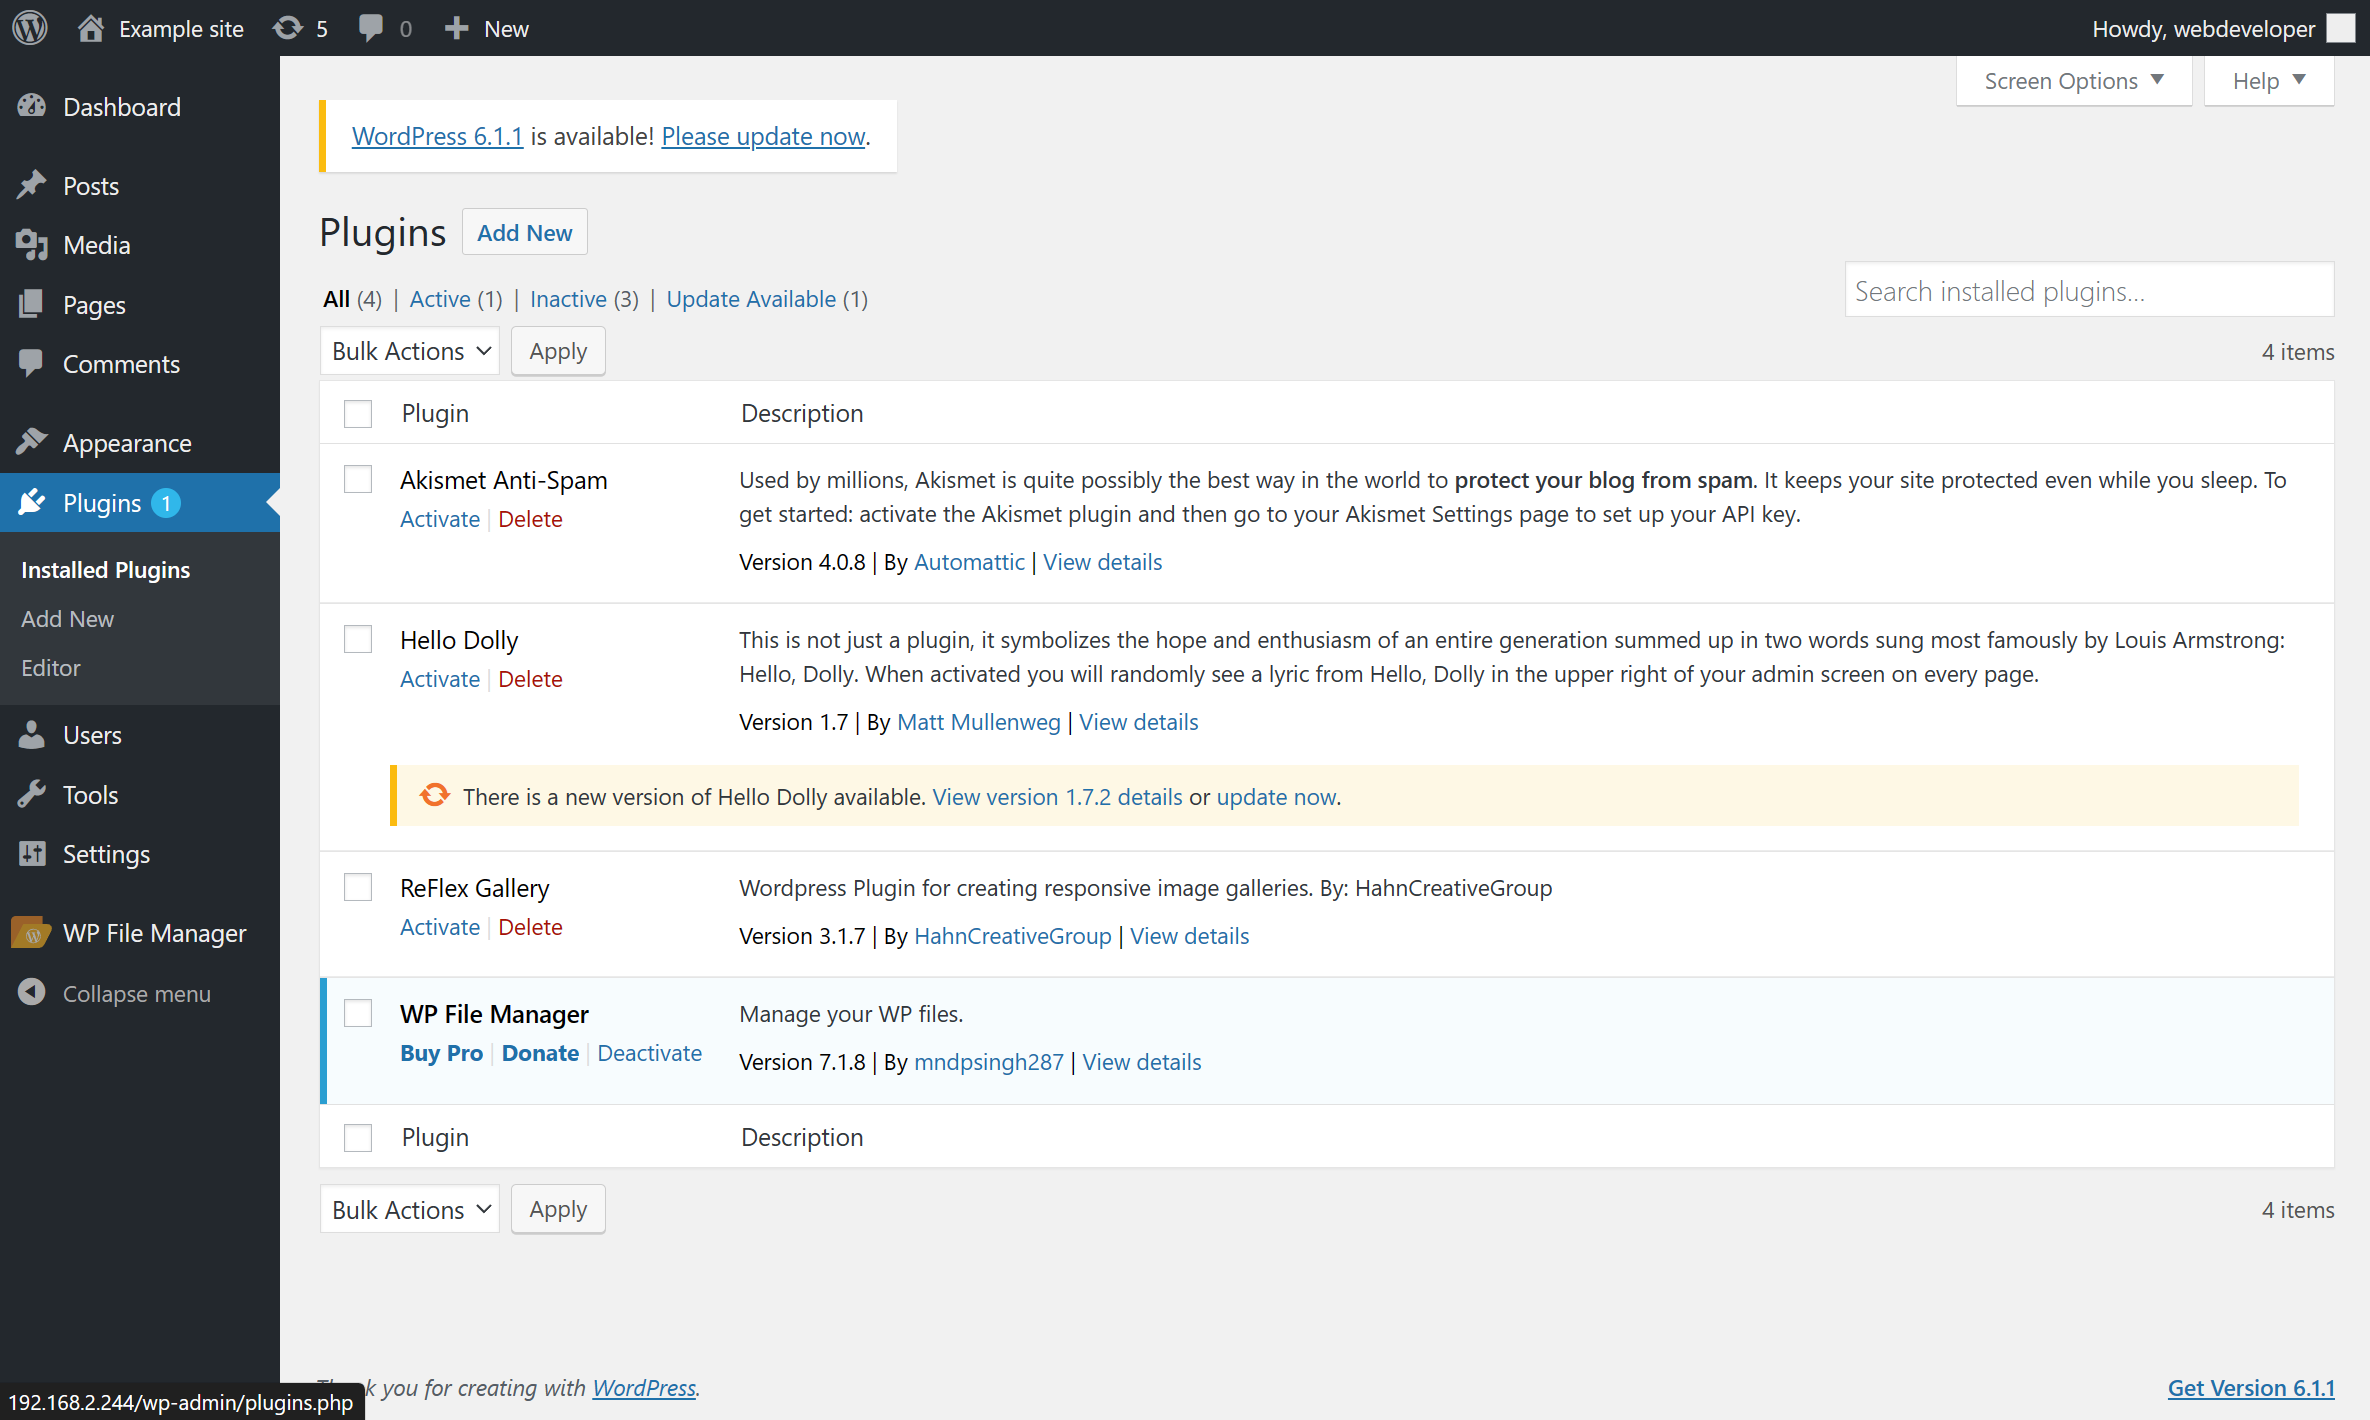 Example site 5 0 New Howdy, webdeveloper
Screen Options Help
Dashboard
Posts
Media
Pages
Comments
Appearance
Plugins 1
Installed Plugins
Add New
Editor
Users
Tools
Settings
WP File Manager
Collapse menu
WordPress 6.1.1 is available! Please update now.
Plugins Add New
All (4) | Active (1) | Inactive (3) | Update Available (1)
Search installed plugins...
Bulk Actions Apply
4 items
Plugin Description
Akismet Anti-Spam
Activate | Delete
Used by millions, Akismet is quite possibly the best way in the world to protect your blog from spam. It keeps your site protected even while you sleep. To
get started: activate the Akismet plugin and then go to your Akismet Settings page to set up your API key.
Version 4.0.8 | By Automattic | View details
Hello Dolly
Activate | Delete
This is not just a plugin, it symbolizes the hope and enthusiasm of an entire generation summed up in two words sung most famously by Louis Armstrong:
Hello, Dolly. When activated you will randomly see a lyric from Hello, Dolly in the upper right of your admin screen on every page.
Version 1.7 | By Matt Mullenweg | View details
There is a new version of Hello Dolly available. View version 1.7.2 details or update now.
ReFlex Gallery
Activate | Delete
Wordpress Plugin for creating responsive image galleries. By: HahnCreativeGroup
Version 3.1.7 | By HahnCreativeGroup | View details
WP File Manager
Buy Pro | Donate | Deactivate
Manage your WP files.
Version 7.1.8 | By mndpsingh287 | View details
Plugin Description
Bulk Actions Apply
4 items
k you for creating with WordPress.
Get Version 6.1.1
192.168.2.244/wp-admin/plugins.php